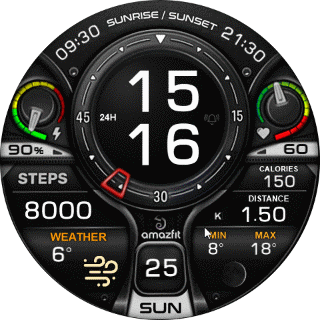 09:30 SUNRISE / SUNSET 21:30
15
16
24H
45
15
30
90%
60
STEPS
8000
CALORIES
150
DISTANCE
K 1.50
WEATHER
6°
amazfit
MIN MAX
8° 18°
25
SUN